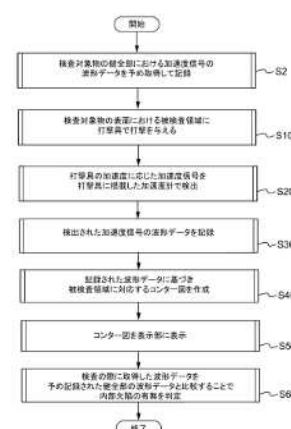 開始
検査対象物の健全部における加速度信号の
波形データを予め取得して記録
S2
検査対象物の表面における被検査領域に
打撃具で打撃を与える
S10
打撃具の加速度に応じた加速度信号を
打撃具に搭載した加速度計で検出
S20
検出された加速度信号の波形データを記録
S30
記録された波形データに基づき
被検査領域に対応するコンター図を作成
S40
コンター図を表示部に表示
S50
検査の際に取得した波形データを
予め記録された健全部の波形データと比較することで
内部欠陥の有無を判定
S60
終了